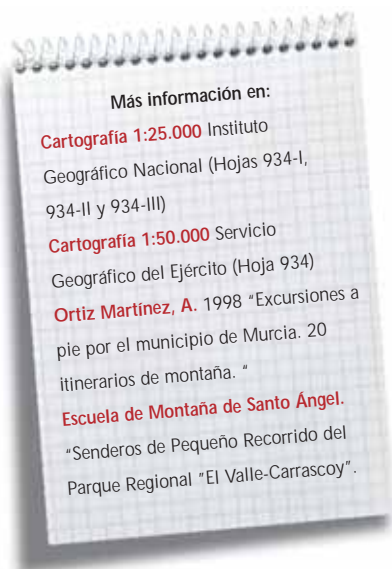 Más información en:
Cartografía 1:25.000 Instituto
Geográfico Nacional (Hojas 934-I,
934-II y 934-III)
Cartografía 1:50.000 Servicio
Geográfico del Ejército (Hoja 934)
Ortiz Martínez, A. 1998 "Excursiones a
pie por el municipio de Murcia. 20
itinerarios de montaña. "
Escuela de Montaña de Santo Ángel.
"Senderos de Pequeño Recorrido del
Parque Regional "El Valle-Carrascoy".